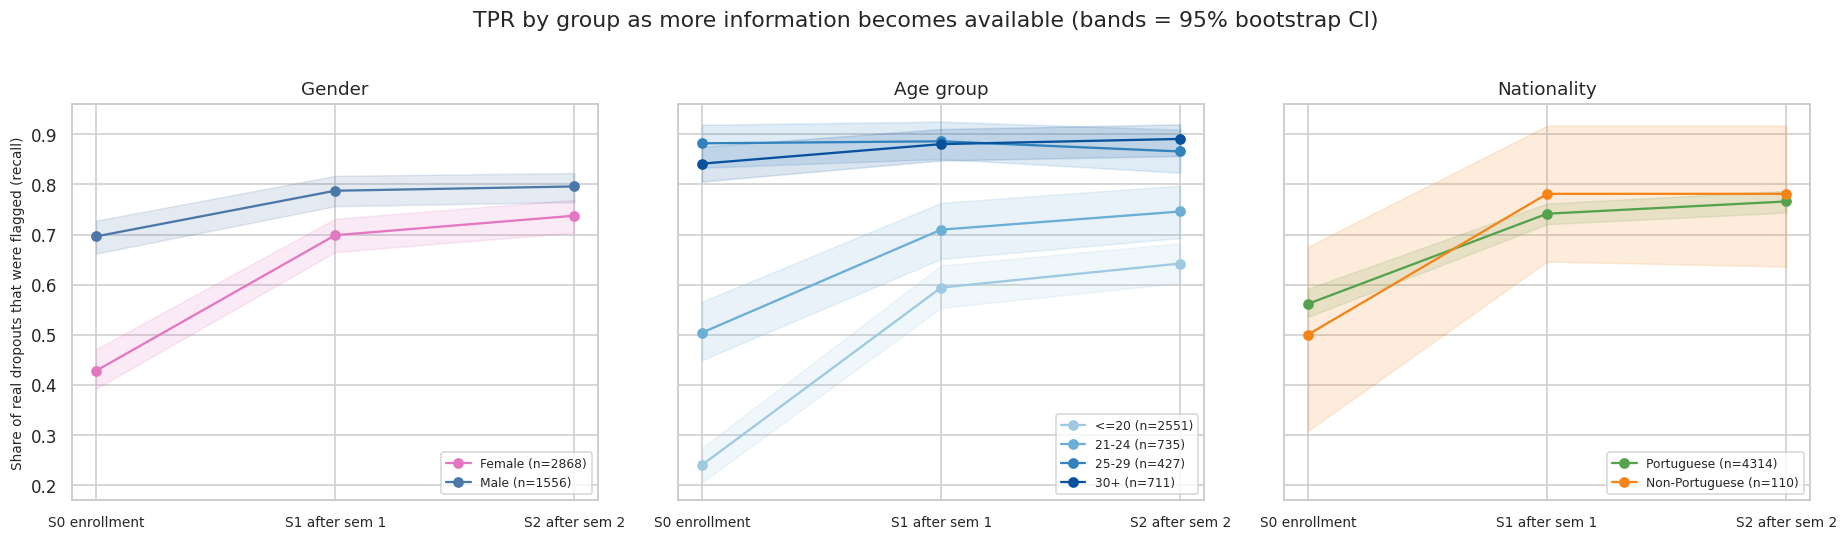 TPR by group as more information becomes available (bands = 95% bootstrap CI)
Gender
Share of real dropouts that were flagged (recall)
0.9
0.8
0.7
0.6
0.5
0.4
0.3
0.2
Female (n=2868)
Male (n=1556)
S0 enrollment
S1 after sem 1
S2 after sem 2
Age group
<=20 (n=2551)
21-24 (n=735)
25-29 (n=427)
30+ (n=711)
S0 enrollment
S1 after sem 1
S2 after sem 2
Nationality
Portuguese (n=4314)
Non-Portuguese (n=110)
S0 enrollment
S1 after sem 1
S2 after sem 2